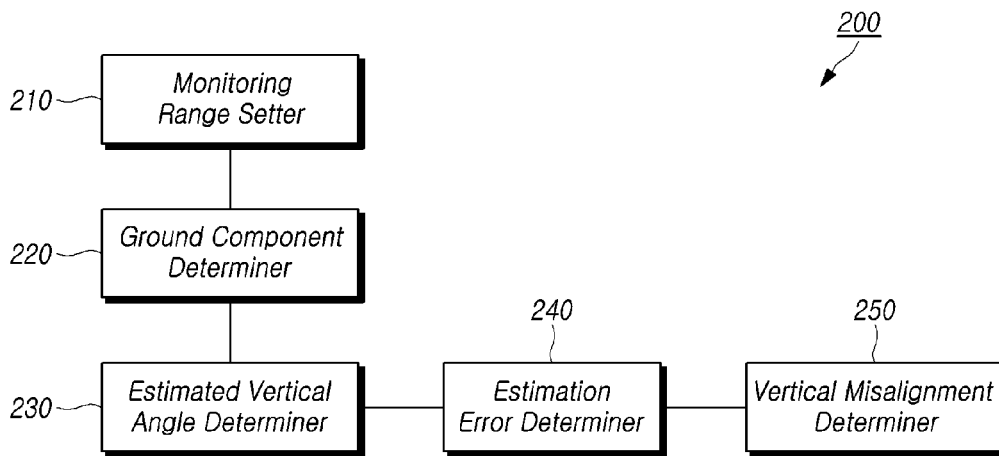 200
210
Monitoring
Range Setter
220
Ground Component
Determiner
240
250
230
Estimated Vertical
Angle Determiner
Estimation
Error Determiner
Vertical Misalignment
Determiner